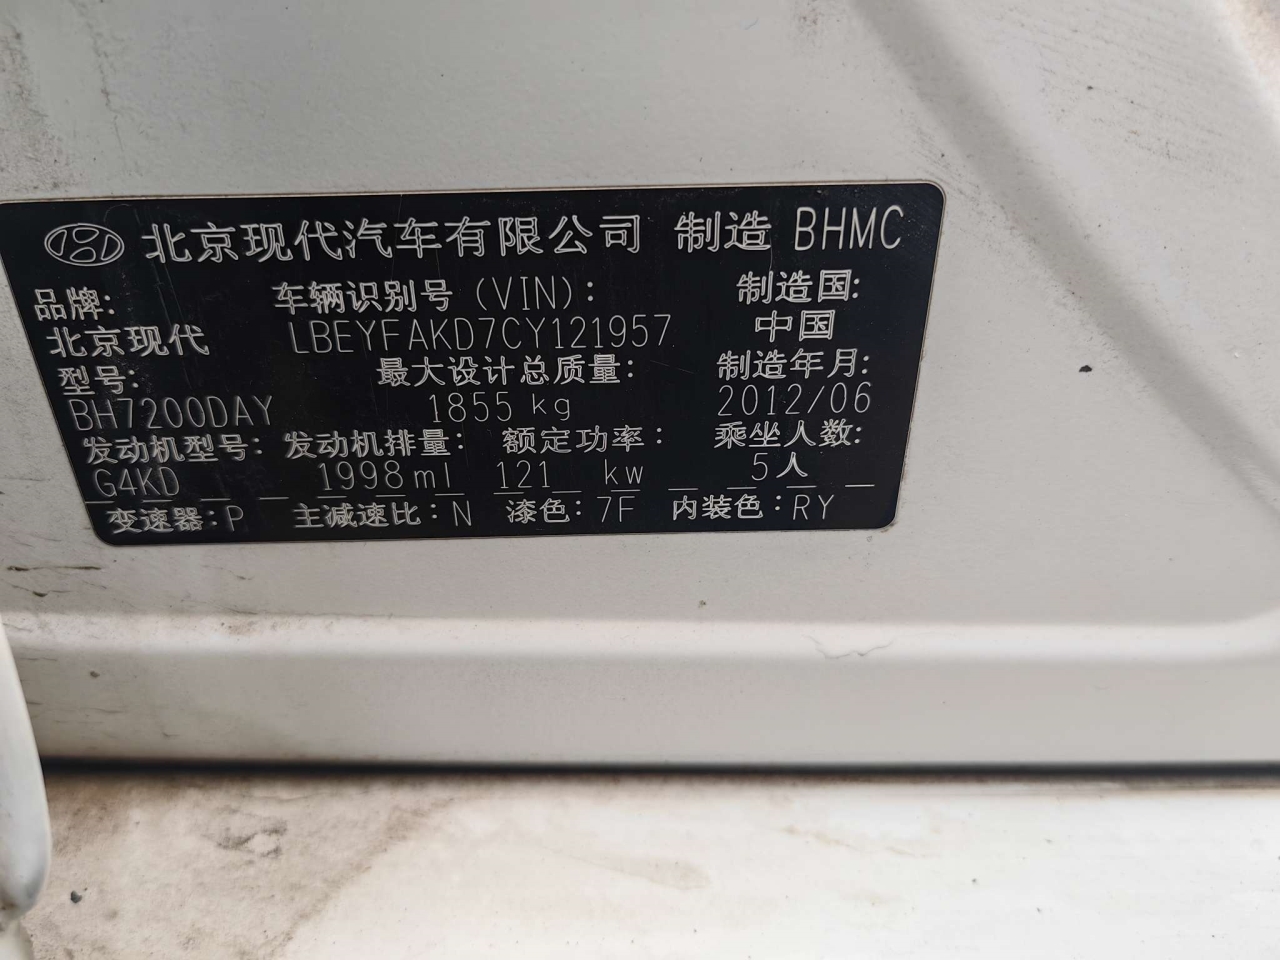 北京现代汽车有限公司 制造 BHMC
品牌: 车辆识别号 (VIN): 制造国:
北京现代 LBEYFAKD7CY121957 中国
型号: 最大设计总质量: 制造年月:
BH7200DAY 1855 kg 2012/06
发动机型号: 发动机排量: 额定功率: 乘坐人数:
G4KD 1998ml 121 kw 5人
变速器:P 主减速比:N 漆色:7F 内装色:RY